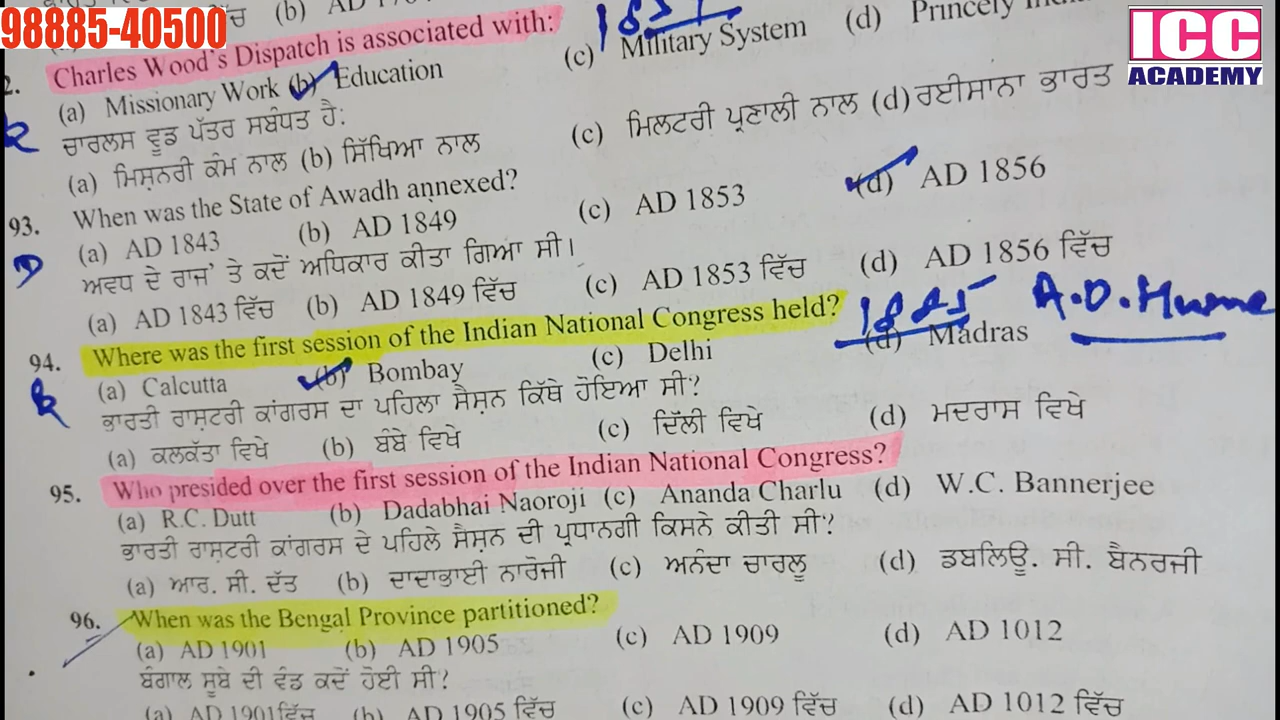 98885-40500
ICC
ACADEMY
ਵਿੱਚ (b) AD
1854
2. Charles Wood's Dispatch is associated with:
(a) Missionary Work (b) Education (c) Military System (d) Princely
ਚਾਰਲਸ ਵੂਡ ਪੱਤਰ ਸਬੰਧਤ ਹੈ:
(a) ਮਿਸ਼ਨਰੀ ਕੰਮ ਨਾਲ (b) ਸਿੱਖਿਆ ਨਾਲ (c) ਮਿਲਟਰੀ ਪ੍ਰਣਾਲੀ ਨਾਲ (d) ਰਈਸਾਨਾ ਭਾਰਤ
93. When was the State of Awadh annexed?
(a) AD 1843 (b) AD 1849 (c) AD 1853 (d) AD 1856
ਅਵਧ ਦੇ ਰਾਜ' ਤੇ ਕਦੋਂ ਅਧਿਕਾਰ ਕੀਤਾ ਗਿਆ ਸੀ।
(a) AD 1843 ਵਿੱਚ (b) AD 1849 ਵਿੱਚ (c) AD 1853 ਵਿੱਚ (d) AD 1856 ਵਿੱਚ
94. Where was the first session of the Indian National Congress held? 1885 A.O.Hume
(a) Calcutta (b) Bombay (c) Delhi (d) Madras
ਭਾਰਤੀ ਰਾਸ਼ਟਰੀ ਕਾਂਗਰਸ ਦਾ ਪਹਿਲਾ ਸੈਸ਼ਨ ਕਿੱਥੇ ਹੋਇਆ ਸੀ?
(a) ਕਲਕੱਤਾ ਵਿਖੇ (b) ਬੰਬੇ ਵਿਖੇ (c) ਦਿੱਲੀ ਵਿਖੇ (d) ਮਦਰਾਸ ਵਿਖੇ
95. Who presided over the first session of the Indian National Congress?
(a) R.C. Dutt (b) Dadabhai Naoroji (c) Ananda Charlu (d) W.C. Bannerjee
ਭਾਰਤੀ ਰਾਸ਼ਟਰੀ ਕਾਂਗਰਸ ਦੇ ਪਹਿਲੇ ਸੈਸ਼ਨ ਦੀ ਪ੍ਰਧਾਨਗੀ ਕਿਸਨੇ ਕੀਤੀ ਸੀ?
(a) ਆਰ. ਸੀ. ਦੱਤ (b) ਦਾਦਾਭਾਈ ਨਾਰੋਜੀ (c) ਅਨੰਦਾ ਚਾਰਲੂ (d) ਡਬਲਿਊ. ਸੀ. ਬੈਨਰਜੀ
96. When was the Bengal Province partitioned?
(a) AD 1901 (b) AD 1905 (c) AD 1909 (d) AD 1012
ਬੰਗਾਲ ਸੂਬੇ ਦੀ ਵੰਡ ਕਦੋਂ ਹੋਈ ਸੀ?
(a) AD 1901ਵਿੱਚ (b) AD 1905 ਵਿੱਚ (c) AD 1909 ਵਿੱਚ (d) AD 1012 ਵਿੱਚ